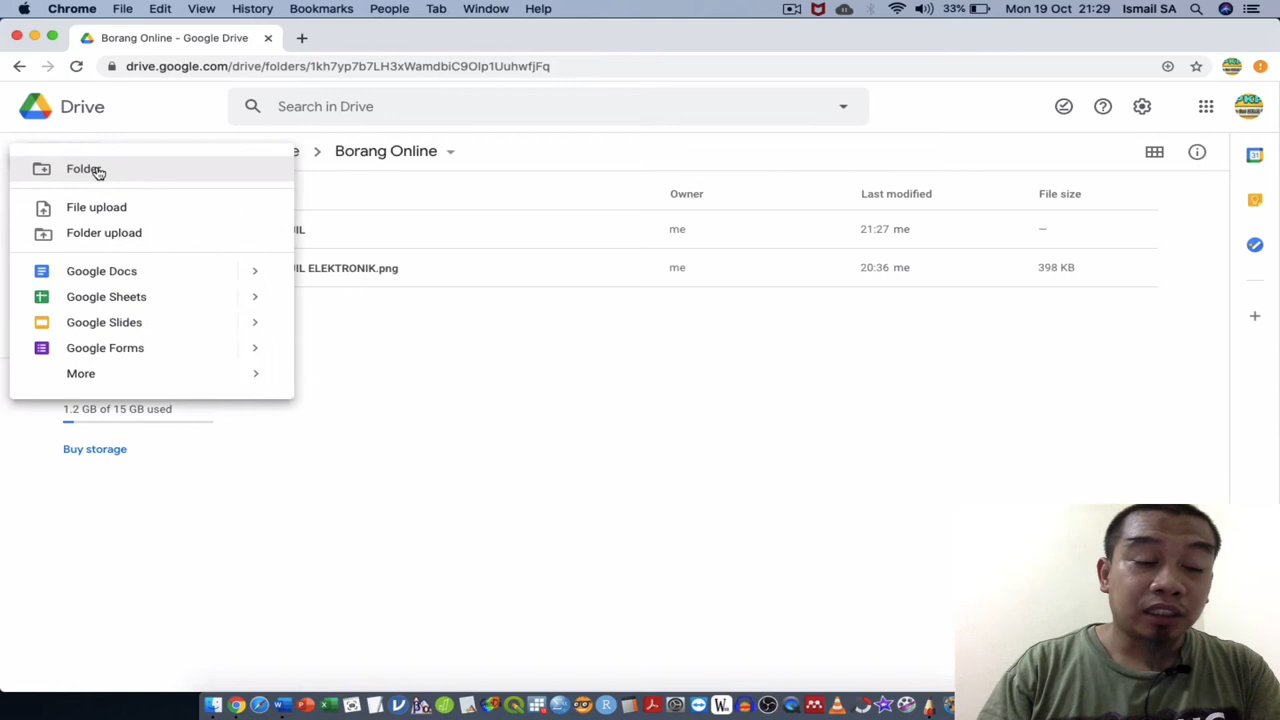 Chrome File Edit View History Bookmarks People Tab Window Help 33% Mon 19 Oct 21:29 Ismail SA
Borang Online - Google Drive
drive.google.com/drive/folders/1kh7yp7b7LH3xWamdbiC9OIp1UuhwfjFq
Drive Search in Drive
Borang Online
Folder
Owner Last modified File size
File upload
me 21:27 me —
Folder upload
ELEKTRONIK.png me 20:36 me 398 KB
Google Docs
Google Sheets
Google Slides
Google Forms
More
1.2 GB of 15 GB used
Buy storage